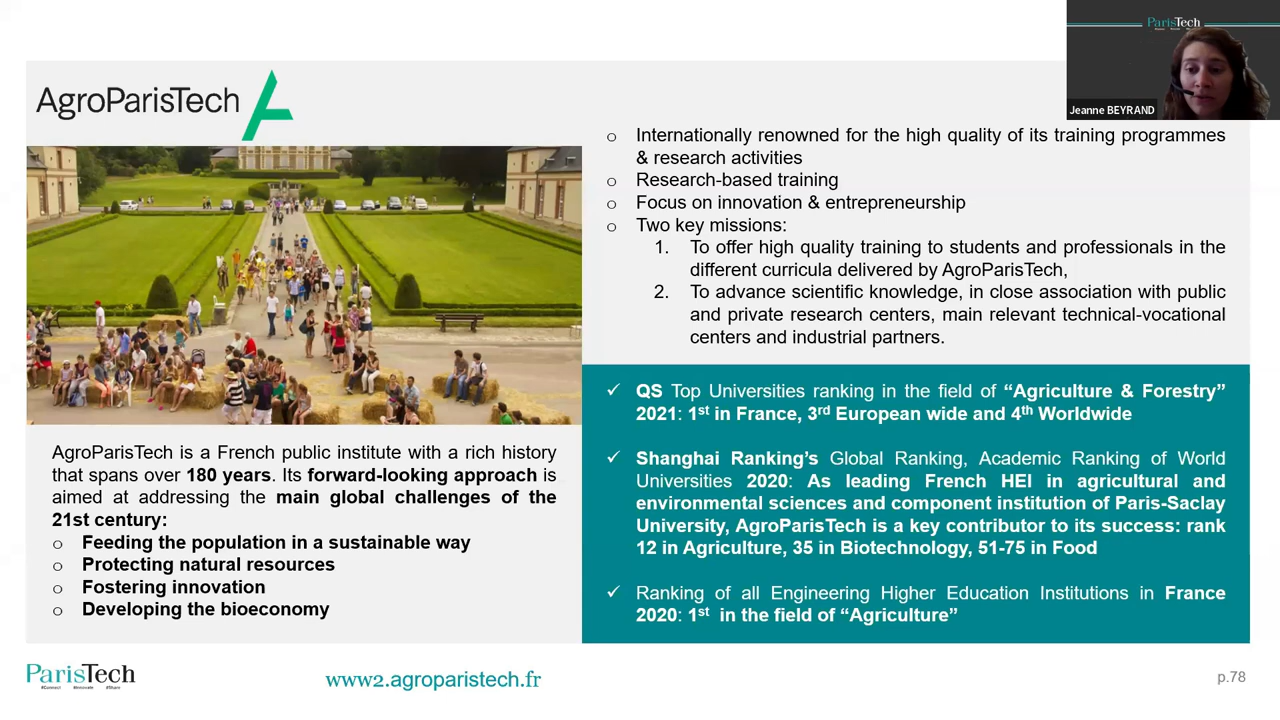 ParisTech
Jeanne BEYRAND
AgroParisTech
AgroParisTech is a French public institute with a rich history
that spans over 180 years. Its forward-looking approach is
aimed at addressing the main global challenges of the
21st century:
o Feeding the population in a sustainable way
o Protecting natural resources
o Fostering innovation
o Developing the bioeconomy
o Internationally renowned for the high quality of its training programmes
& research activities
o Research-based training
o Focus on innovation & entrepreneurship
o Two key missions:
1. To offer high quality training to students and professionals in the
different curricula delivered by AgroParisTech,
2. To advance scientific knowledge, in close association with public
and private research centers, main relevant technical-vocational
centers and industrial partners.
✓ QS Top Universities ranking in the field of “Agriculture & Forestry”
2021: 1st in France, 3rd European wide and 4th Worldwide
✓ Shanghai Ranking’s Global Ranking, Academic Ranking of World
Universities 2020: As leading French HEI in agricultural and
environmental sciences and component institution of Paris-Saclay
University, AgroParisTech is a key contributor to its success: rank
12 in Agriculture, 35 in Biotechnology, 51-75 in Food
✓ Ranking of all Engineering Higher Education Institutions in France
2020: 1st in the field of “Agriculture”
ParisTech
#Connect #Innovate #Share
www2.agroparistech.fr
p.78